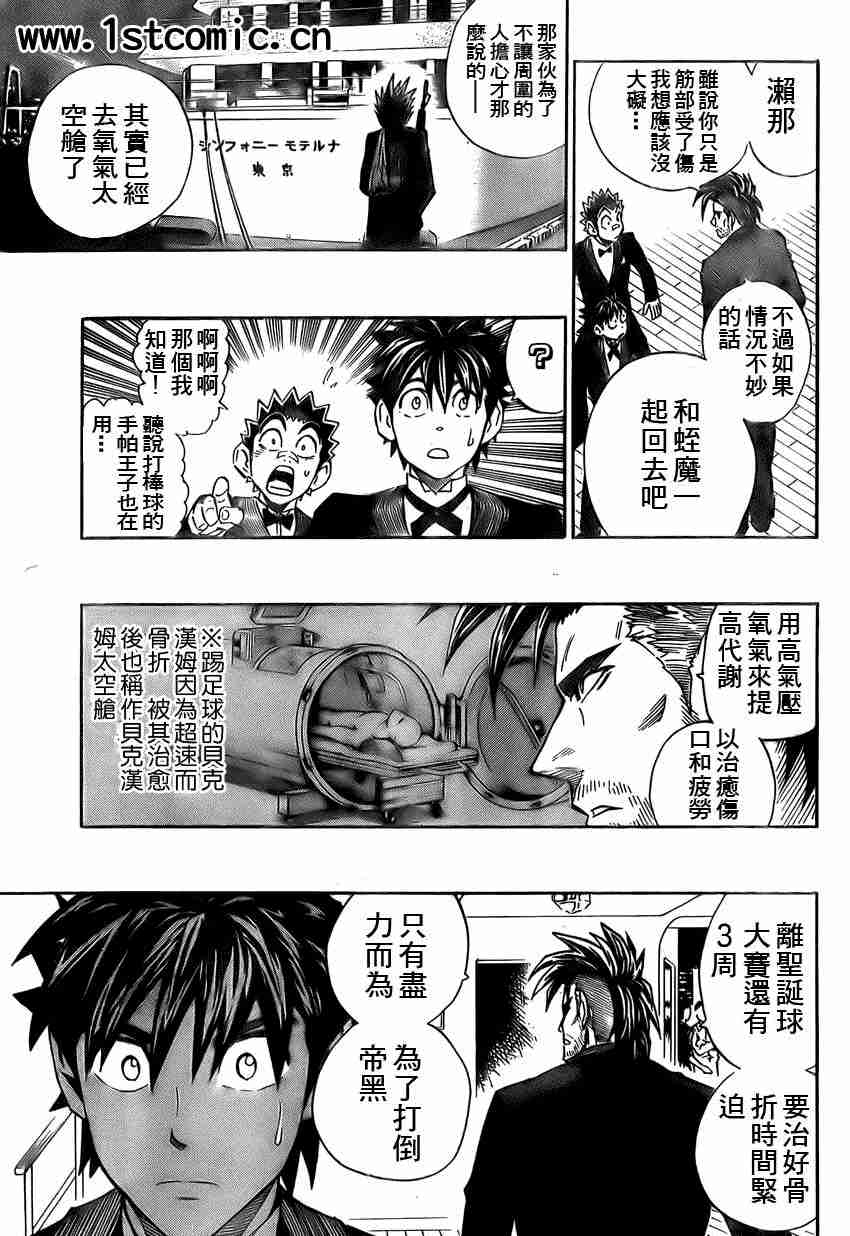 www.1stcomic.cn
瀨那
雖說你只是
筋部受了傷
我想應該沒
大礙…
不過如果
情況不妙
的話
和蛭魔一
起回去吧
那家伙為了
不讓周圍的
人擔心才那
麼說的——
シンフォニー モテルナ
東京
其實已經
去氧氣太
空艙了
？
啊啊啊
那個我
知道！
聽說打棒球的
手帕王子也在
用…
用高氣壓
氧氣來提
高代謝
以治癒傷
口和疲勞
※踢足球的貝克
漢姆因為超速而
骨折 被其治愈
後也稱作貝克漢
姆太空艙
離聖誕球
大賽還有
3周
要治好骨
折時間緊
迫
只有盡
力而為
為了打倒
帝黑